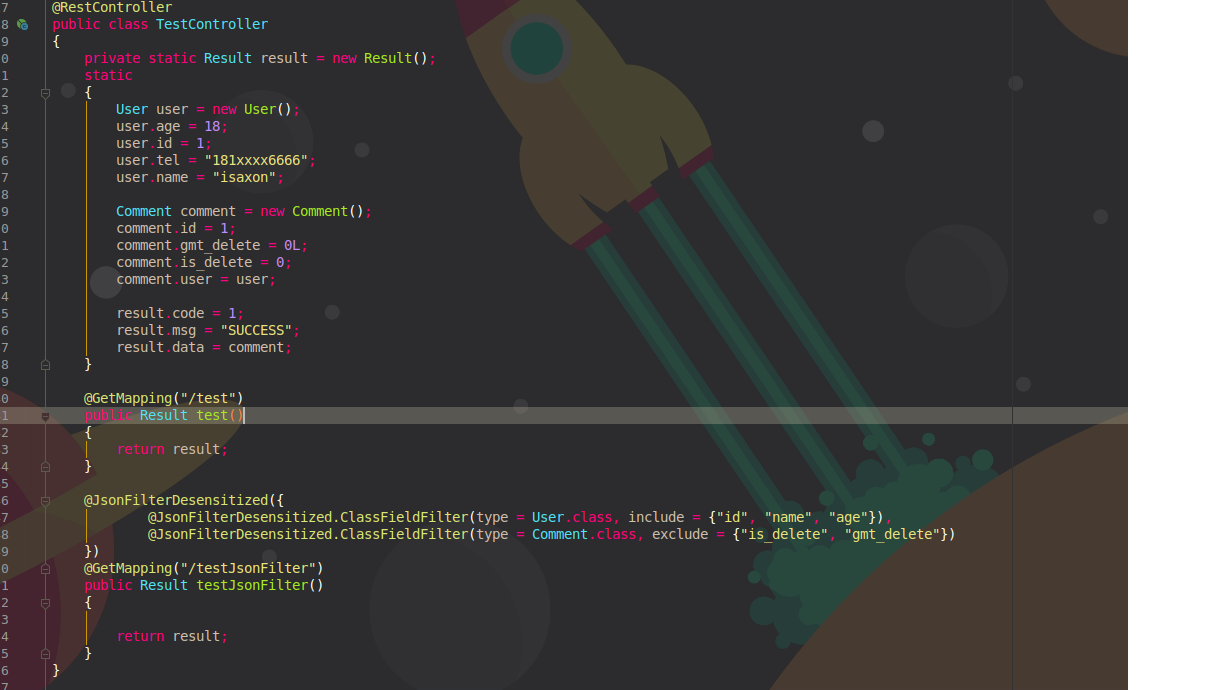 7 @RestController
8 public class TestController
9 {
0     private static Result result = new Result();
1     static
2     {
3         User user = new User();
4         user.age = 18;
5         user.id = 1;
6         user.tel = "181xxxx6666";
7         user.name = "isaxon";
8
9         Comment comment = new Comment();
0         comment.id = 1;
1         comment.gmt_delete = 0L;
2         comment.is_delete = 0;
3         comment.user = user;
4
5         result.code = 1;
6         result.msg = "SUCCESS";
7         result.data = comment;
8     }
9
0     @GetMapping("/test")
1     public Result test()
2     {
3         return result;
4     }
5
6     @JsonFilterDesensitized({
7             @JsonFilterDesensitized.ClassFieldFilter(type = User.class, include = {"id", "name", "age"}),
8             @JsonFilterDesensitized.ClassFieldFilter(type = Comment.class, exclude = {"is_delete", "gmt_delete"})
9     })
0     @GetMapping("/testJsonFilter")
1     public Result testJsonFilter()
2     {
3
4         return result;
5     }
6 }
7